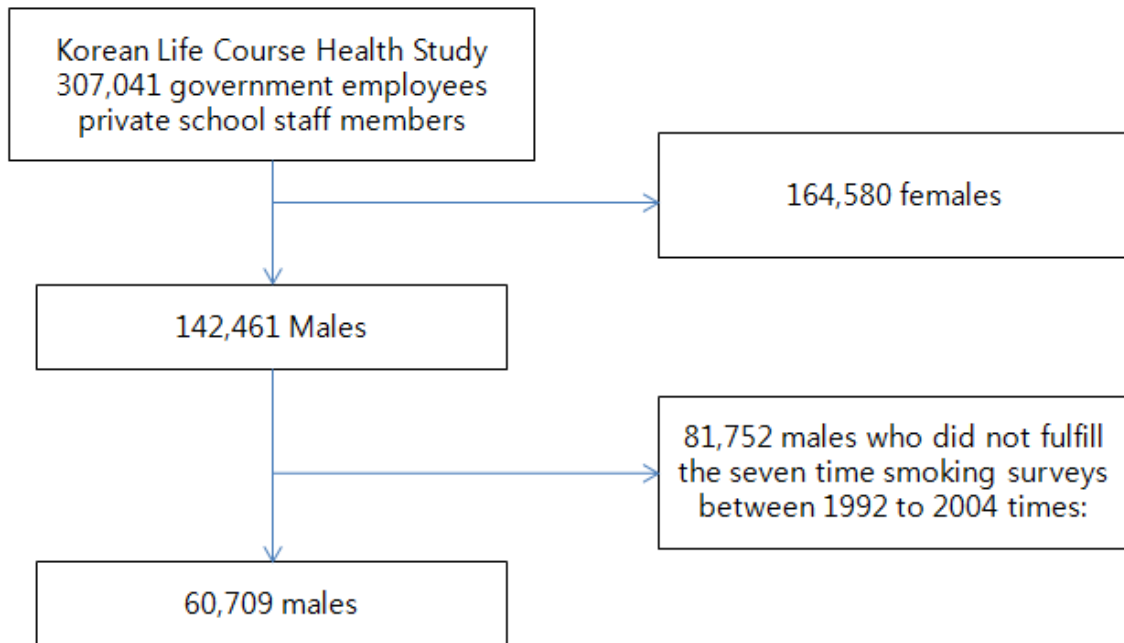 Korean Life Course Health Study
307,041 government employees
private school staff members
164,580 females
142,461 Males
81,752 males who did not fulfill
the seven time smoking surveys
between 1992 to 2004 times:
60,709 males